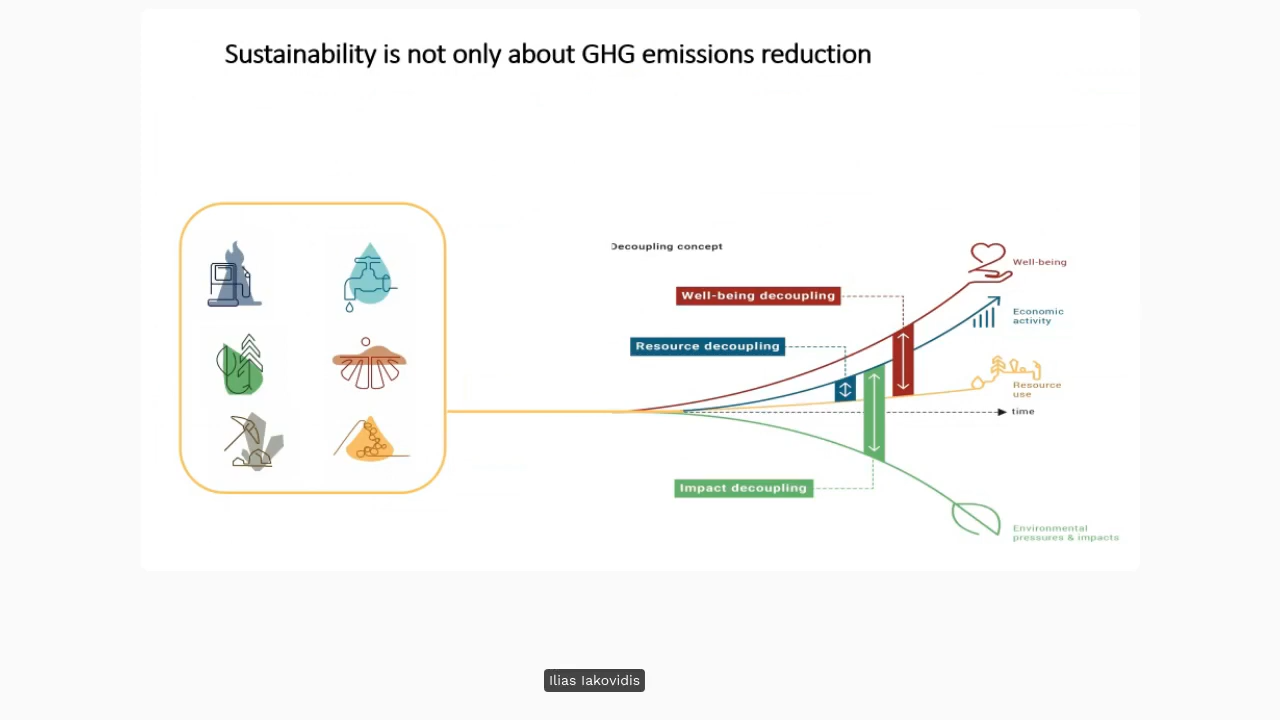 Sustainability is not only about GHG emissions reduction
Decoupling concept
Well-being
Well-being decoupling
Economic
activity
Resource decoupling
Resource
use
time
Impact decoupling
Environmental
pressures & impacts
Ilias Iakovidis